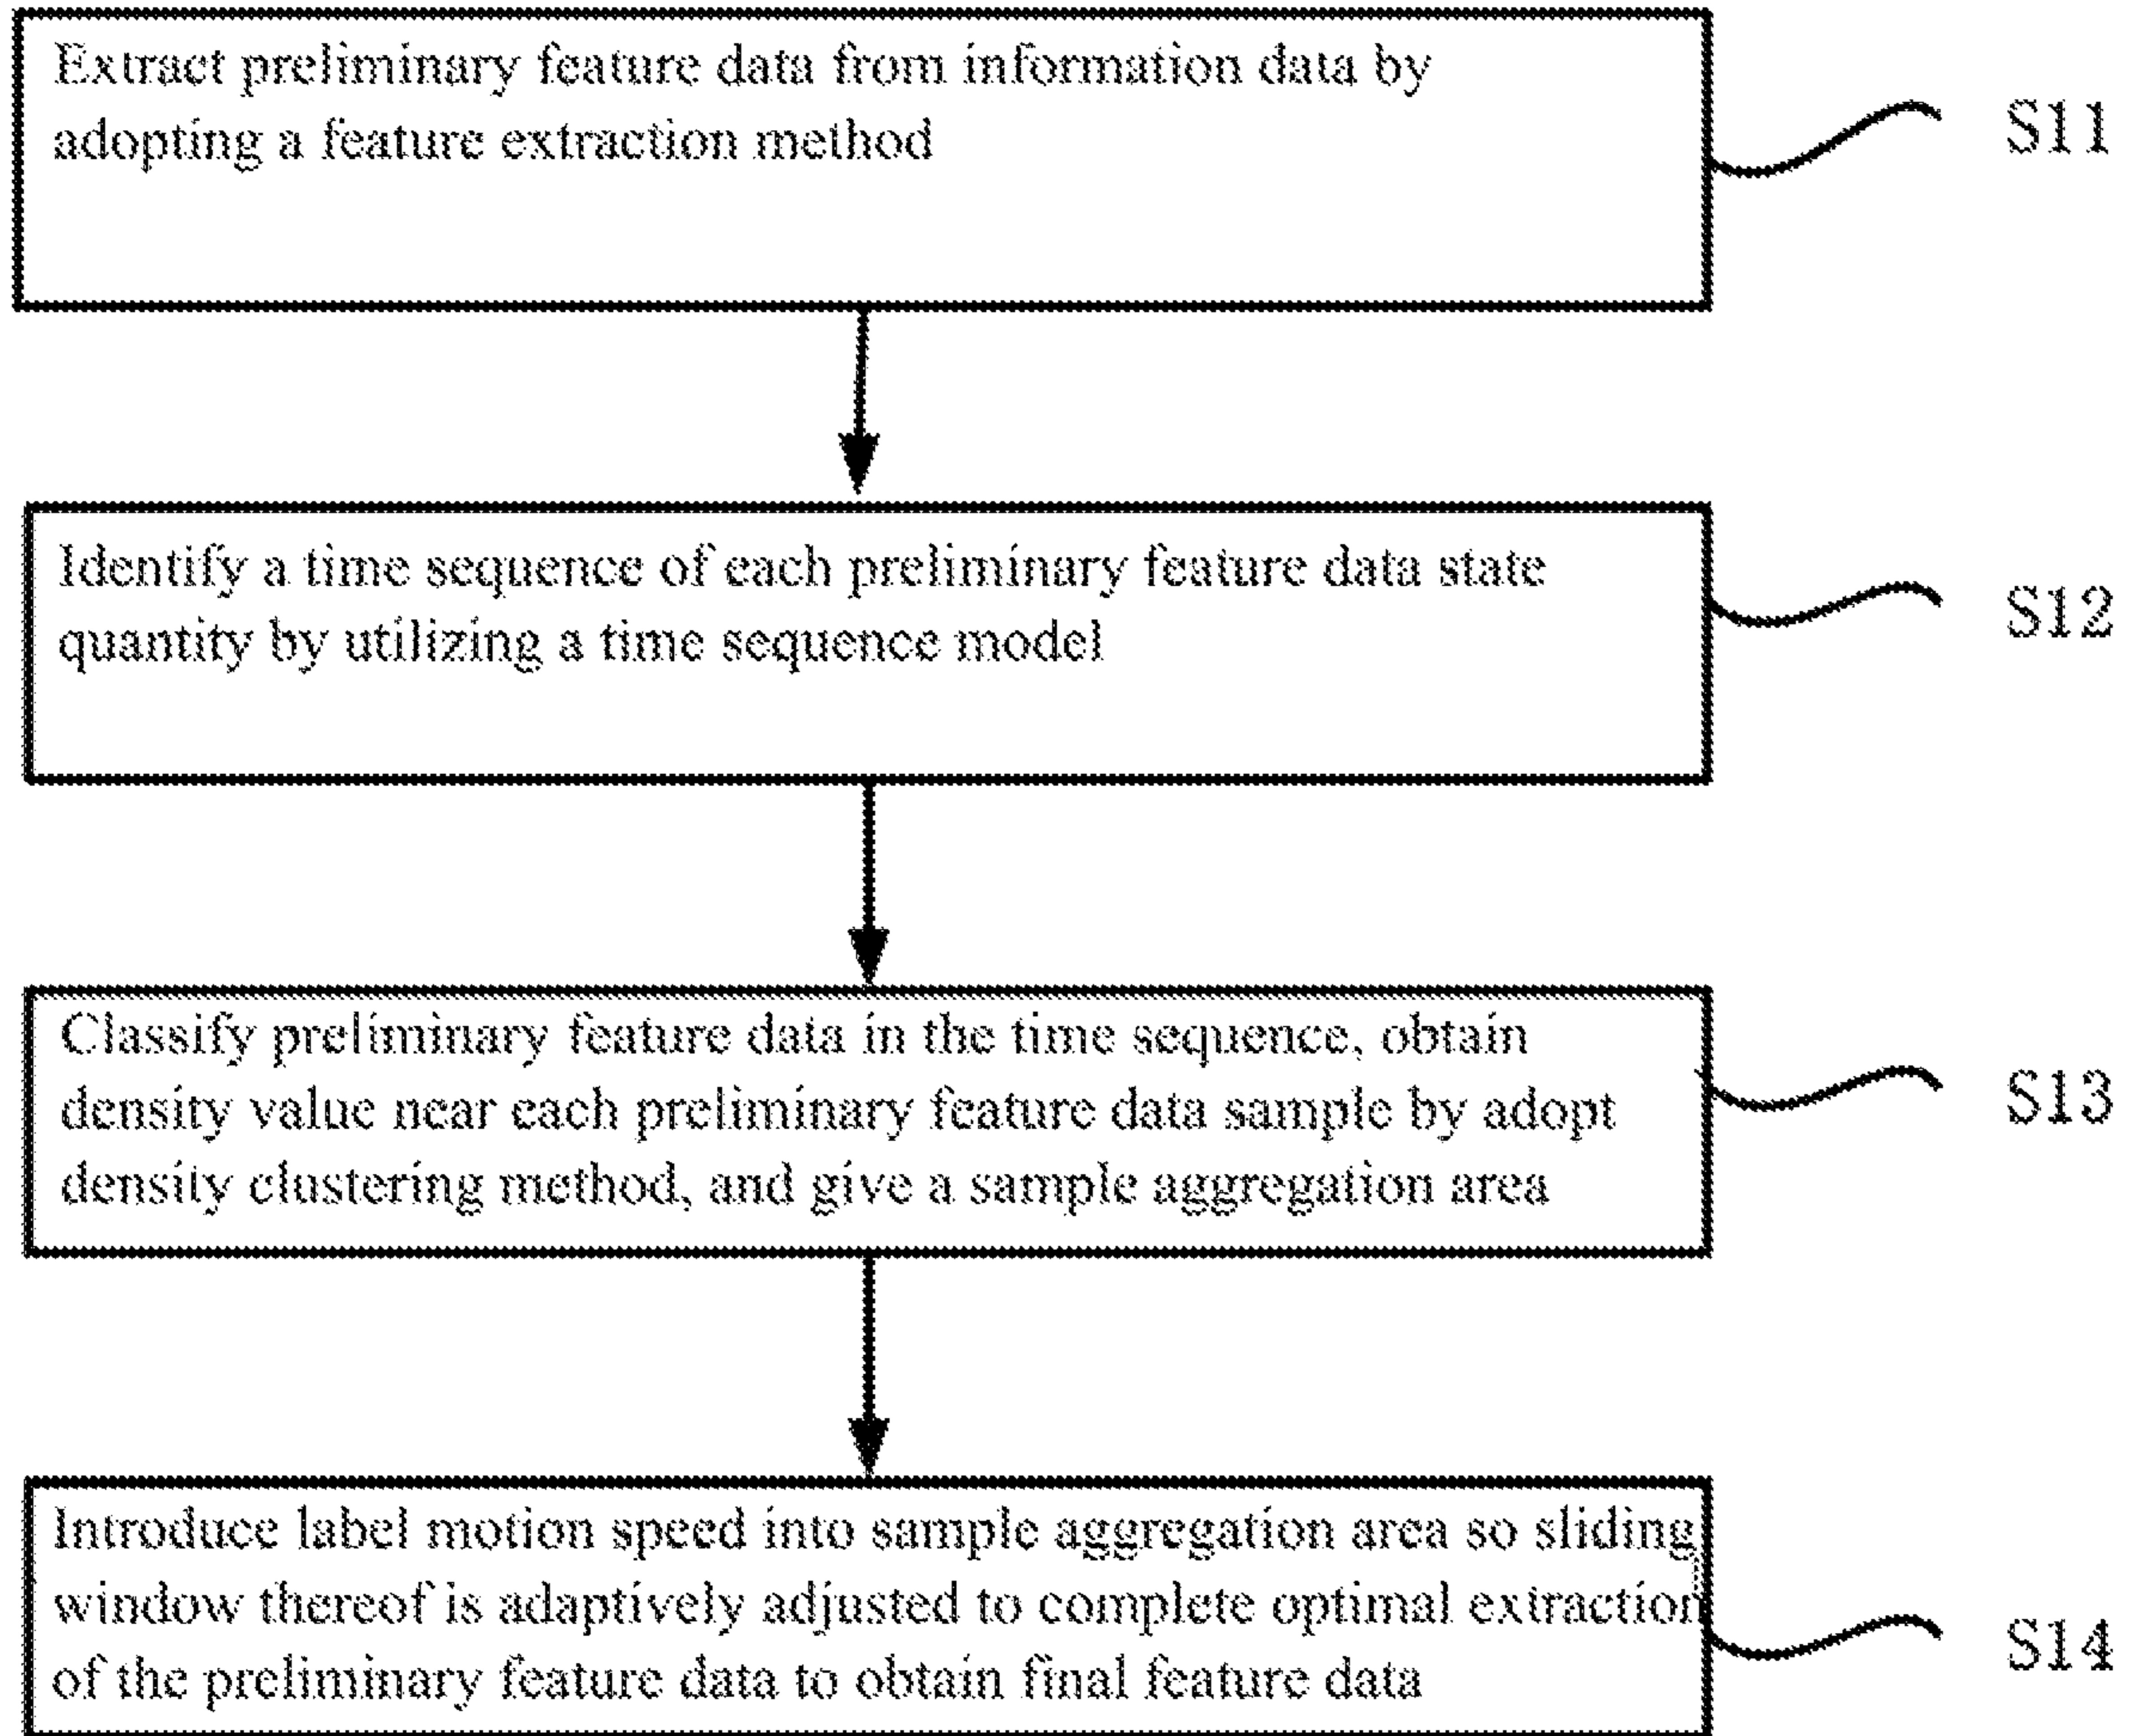 Extract preliminary feature data from information data by
adopting a feature extraction method
S11
Identify a time sequence of each preliminary feature data state
quantity by utilizing a time sequence model
S12
Classify preliminary feature data in the time sequence, obtain
density value near each preliminary feature data sample by adopt
density clustering method, and give a sample aggregation area
S13
Introduce label motion speed into sample aggregation area so sliding
window thereof is adaptively adjusted to complete optimal extraction
of the preliminary feature data to obtain final feature data
S14